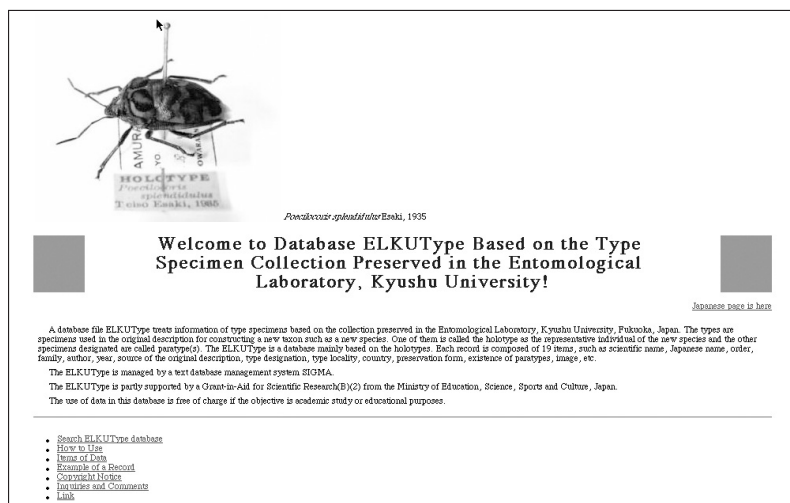 AMURA
YO
S
OWARAYS
HOLOTYPE
Poecilocoris
splendidulus
Teiso Esaki, 1935
Poecilocoris splendidulus Esaki, 1935
Welcome to Database ELKUType Based on the Type
Specimen Collection Preserved in the Entomological
Laboratory, Kyushu University!
Japanese page is here
A database file ELKUType treats information of type specimens based on the collection preserved in the Entomological Laboratory, Kyushu University, Fukuoka, Japan. The types are
specimens used in the original description for constructing a new taxon such as a new species. One of them is called the holotype as the representative individual of the new species and the other
specimens designated are called paratype(s). The ELKUType is a database mainly based on the holotypes. Each record is composed of 19 items, such as scientific name, Japanese name, order,
family, author, year, source of the original description, type designation, type locality, country, preservation form, existence of paratypes, image, etc.
The ELKUType is managed by a text database management system SIGMA.
The ELKUType is partly supported by a Grant-in-Aid for Scientific Research(B)(2) from the Ministry of Education, Science, Sports and Culture, Japan.
The use of data in this database is free of charge if the objective is academic study or educational purposes.
Search ELKUType database
How to Use
Items of Data
Example of a Record
Copyright Notice
Inquiries and Comments
Link